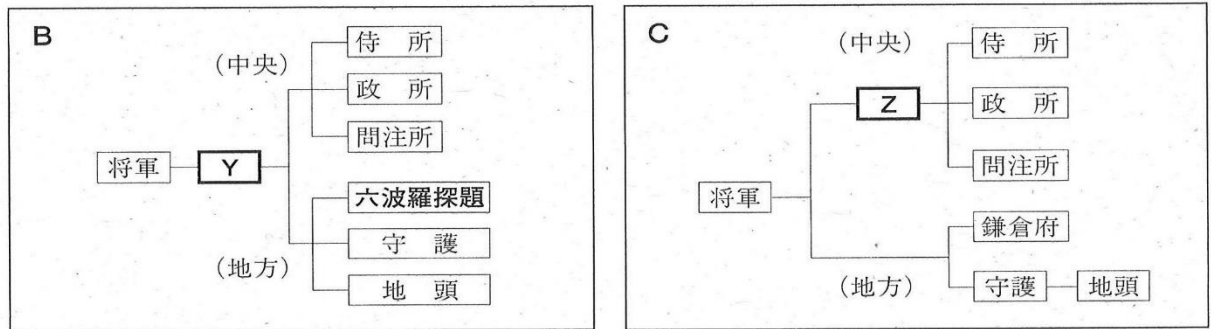 B
(中央)
侍 所
政 所
問注所
将軍
Y
六波羅探題
守 護
地 頭
(地方)
C
(中央)
侍 所
Z
政 所
問注所
将軍
鎌倉府
(地方)
守護
地頭